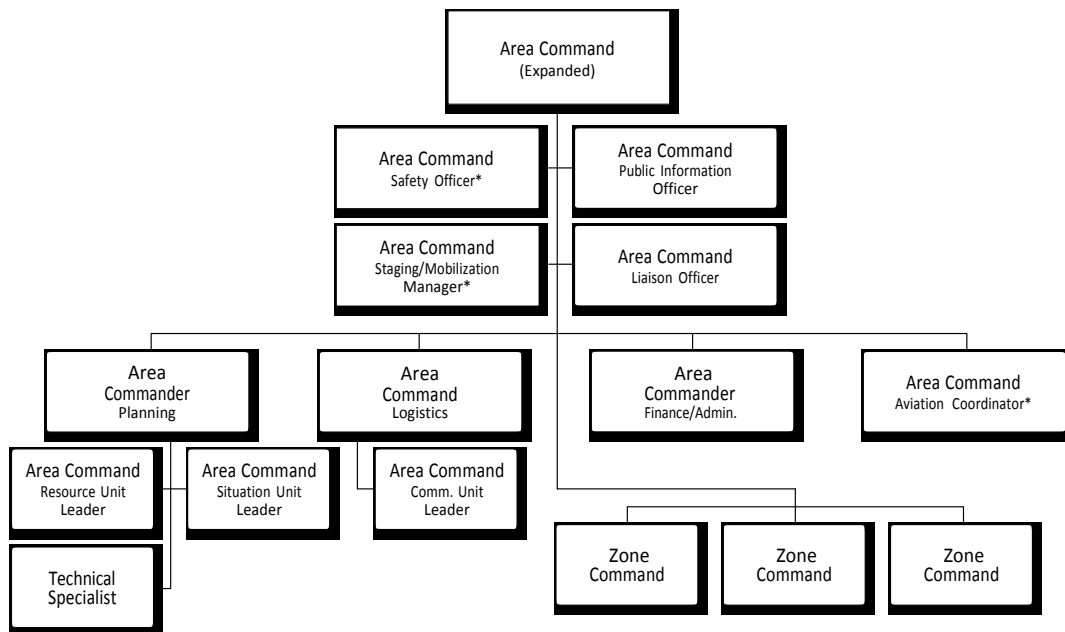 Area Command
(Expanded)
Area Command
Safety Officer*
Area Command
Public Information
Officer
Area Command
Staging/Mobilization
Manager*
Area Command
Liaison Officer
Area
Commander
Planning
Area
Command
Logistics
Area
Commander
Finance/Admin.
Area Command
Aviation Coordinator*
Area Command
Resource Unit
Leader
Area Command
Situation Unit
Leader
Area Command
Comm. Unit
Leader
Technical
Specialist
Zone
Command
Zone
Command
Zone
Command